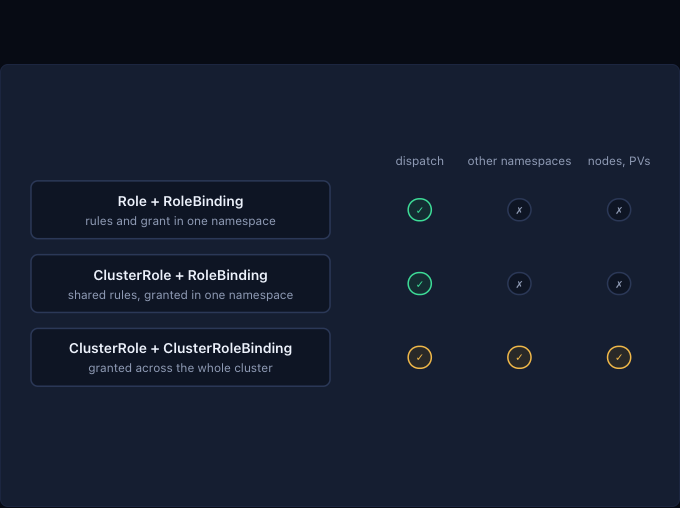 dispatch other namespaces nodes, PVs
Role + RoleBinding
rules and grant in one namespace
✓ ✗ ✗
ClusterRole + RoleBinding
shared rules, granted in one namespace
✓ ✗ ✗
ClusterRole + ClusterRoleBinding
granted across the whole cluster
✓ ✓ ✓